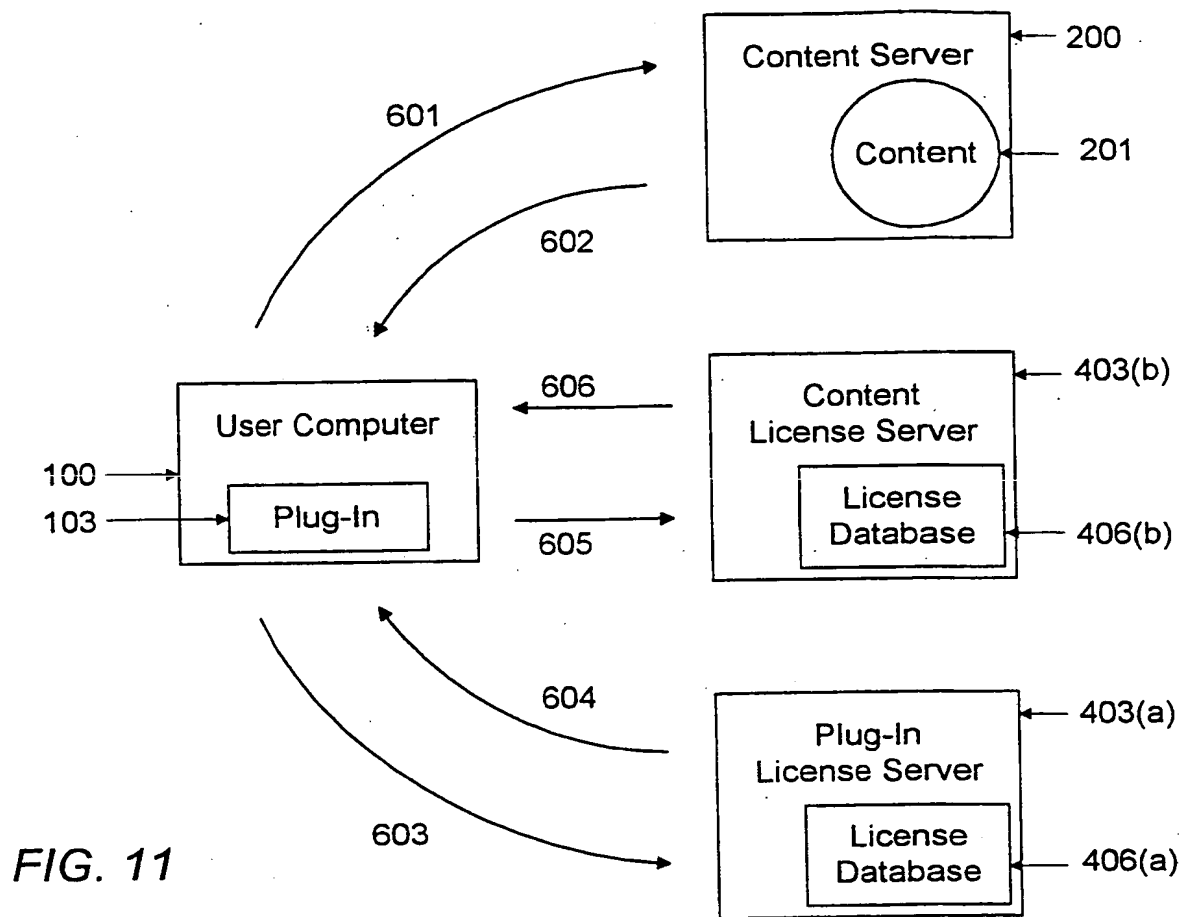 200
Content Server
601
Content
201
602
606
403(b)
Content
License Server
User Computer
100
License
Database
103
Plug-In
605
406(b)
604
403(a)
Plug-In
License Server
603
License
Database
406(a)
FIG. 11